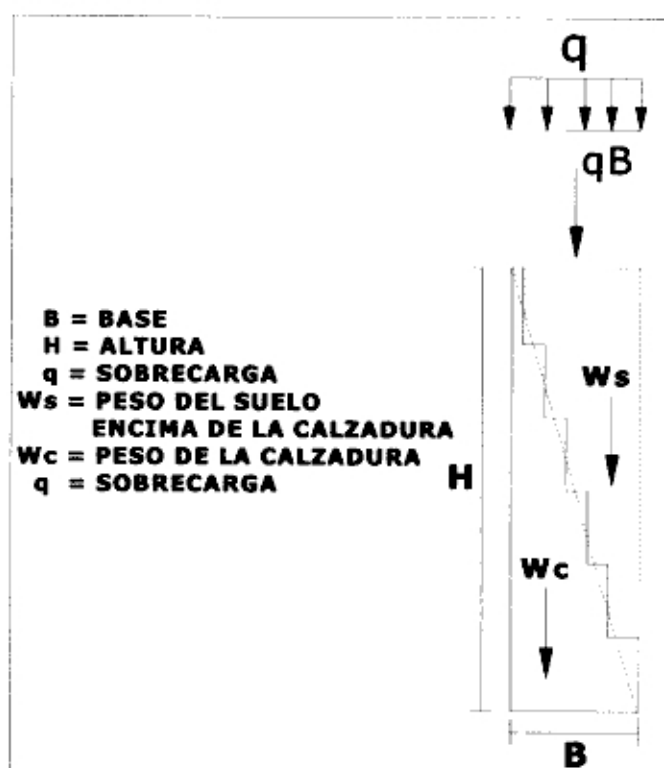 q
qB
B = BASE
H = ALTURA
q = SOBRECARGA
Ws = PESO DEL SUELO
ENCIMA DE LA CALZADURA
Wc = PESO DE LA CALZADURA
q = SOBRECARGA
Ws
H
Wc
B